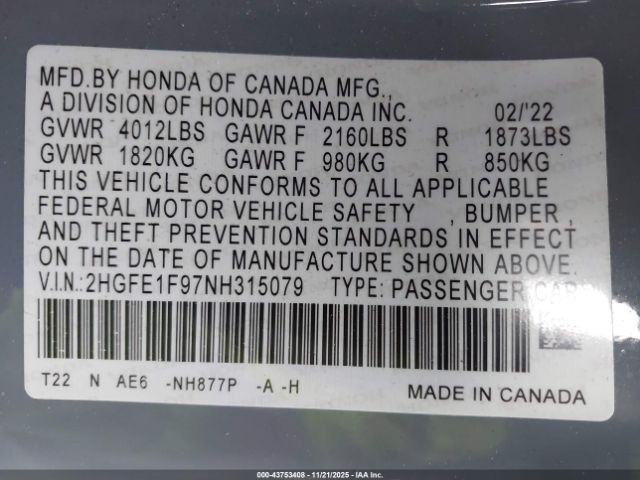 MFD.BY HONDA OF CANADA MFG.,
A DIVISION OF HONDA CANADA INC. 02/'22
GVWR 4012LBS GAWR F 2160LBS R 1873LBS
GVWR 1820KG GAWR F 980KG R 850KG
THIS VEHICLE CONFORMS TO ALL APPLICABLE
FEDERAL MOTOR VEHICLE SAFETY , BUMPER ,
AND THEFT PREVENTION STANDARDS IN EFFECT
ON THE DATE OF MANUFACTURE SHOWN ABOVE.
V.I.N.:2HGFE1F97NH315079 TYPE: PASSENGER CAR
T22 N AE6 -NH877P -A -H
MADE IN CANADA
000-43753408 - 11/21/2025 - IAA Inc.